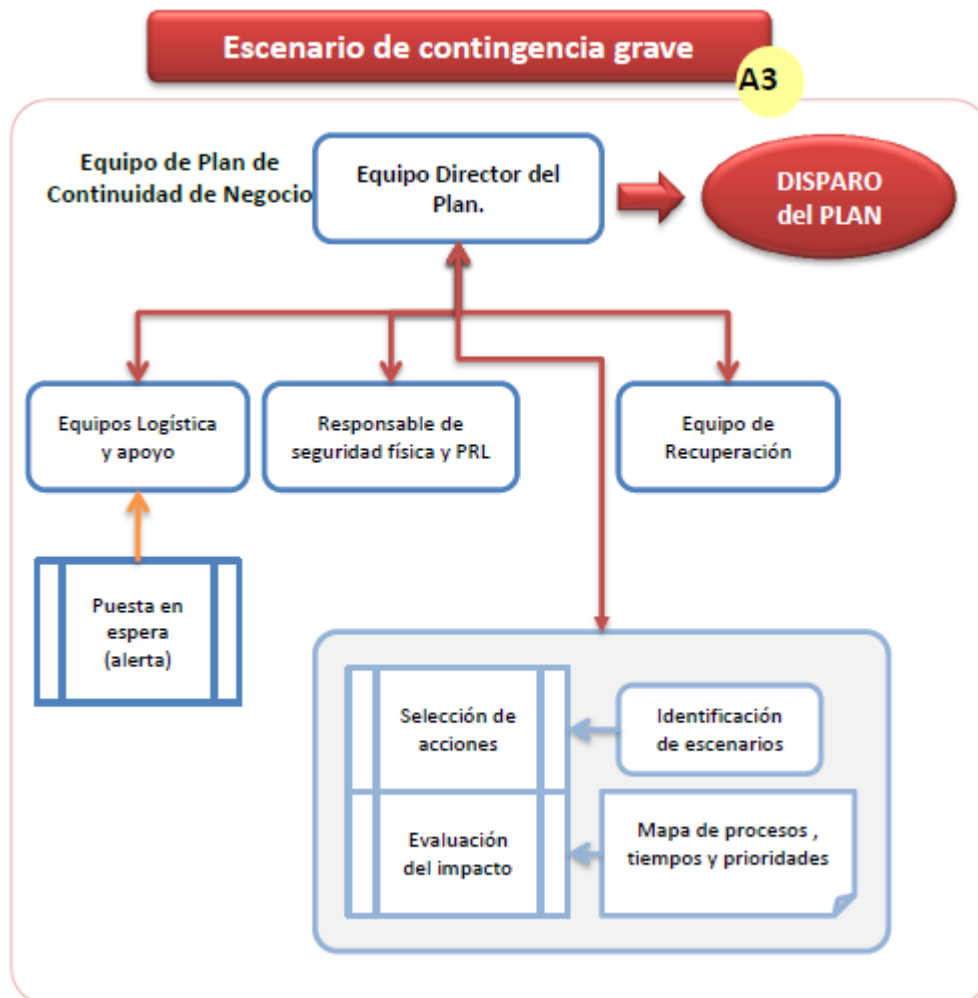 Escenario de contingencia grave
A3
Equipo de Plan de
Continuidad de Negocio
Equipo Director del
Plan.
DISPARO
del PLAN
Equipos Logística
y apoyo
Responsable de
seguridad física y PRL
Equipo de
Recuperación
Puesta en
espera
(alerta)
Selección de
acciones
Identificación
de escenarios
Evaluación
del impacto
Mapa de procesos ,
tiempos y prioridades